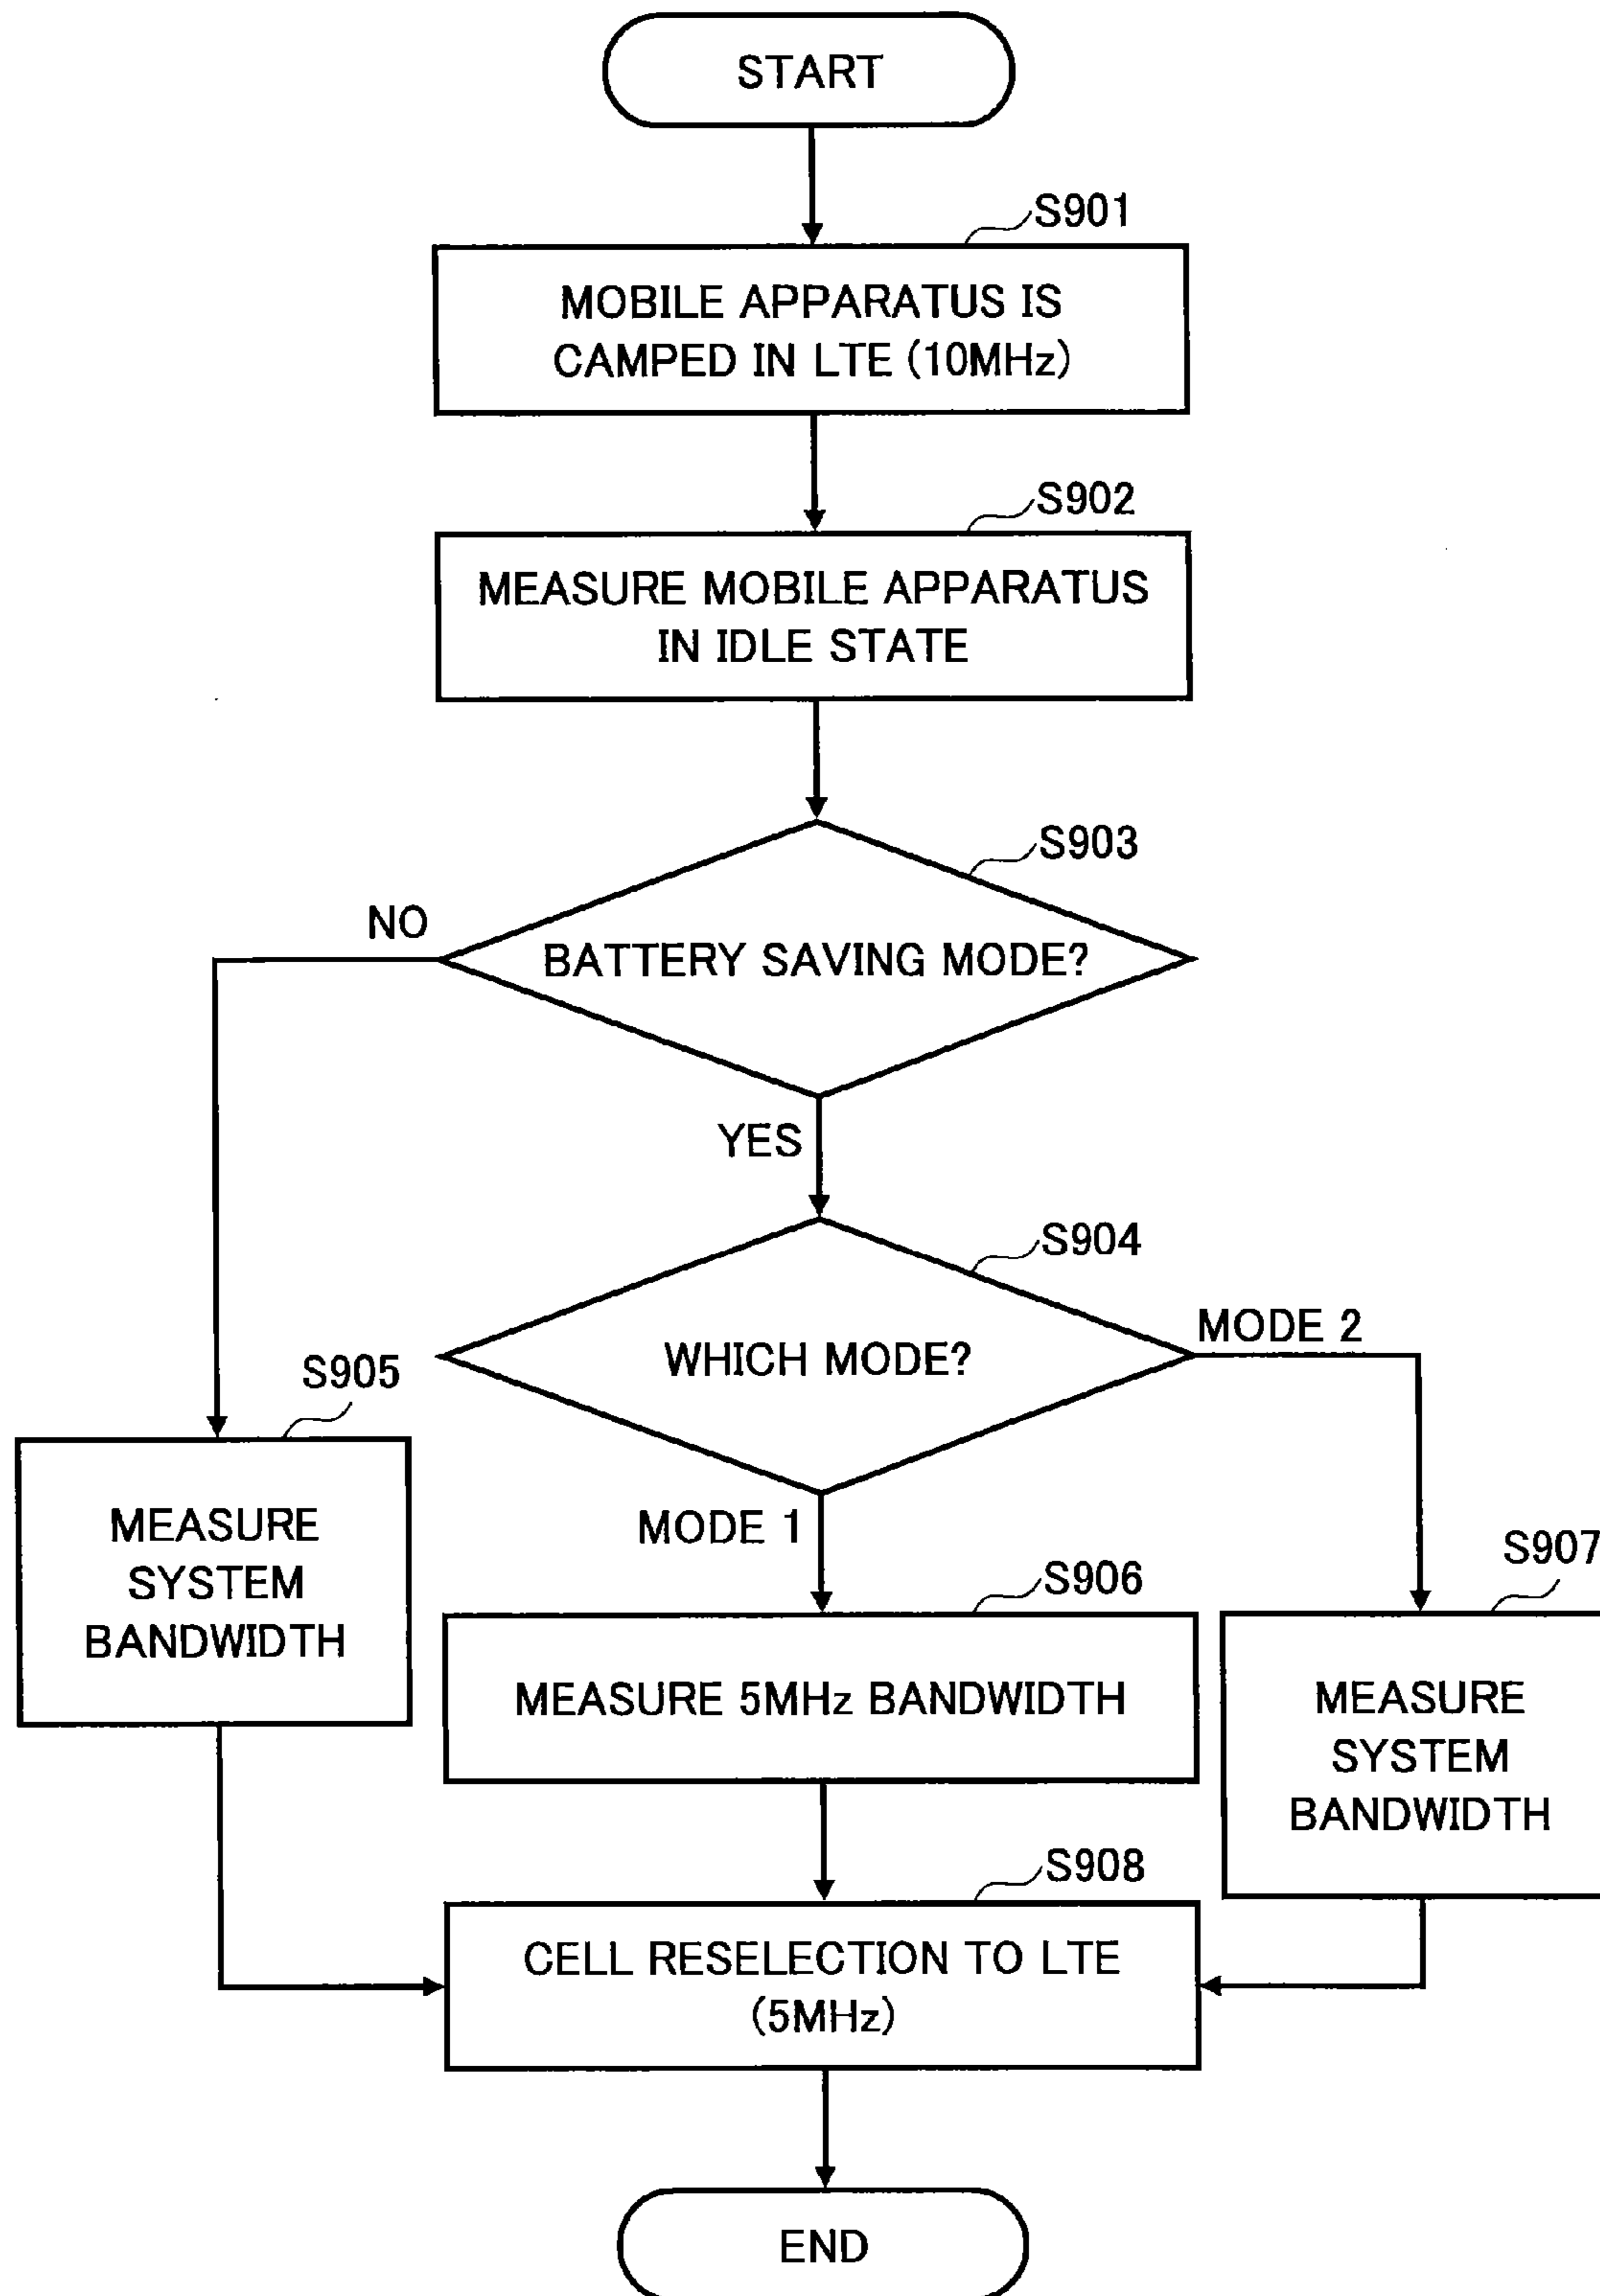 START
S901
MOBILE APPARATUS IS
CAMPED IN LTE (10MHz)
S902
MEASURE MOBILE APPARATUS
IN IDLE STATE
S903
NO
BATTERY SAVING MODE?
YES
S904
MODE 2
WHICH MODE?
S905
MEASURE
SYSTEM
BANDWIDTH
MODE 1
S906
MEASURE 5MHz BANDWIDTH
S907
MEASURE
SYSTEM
BANDWIDTH
S908
CELL RESELECTION TO LTE
(5MHz)
END